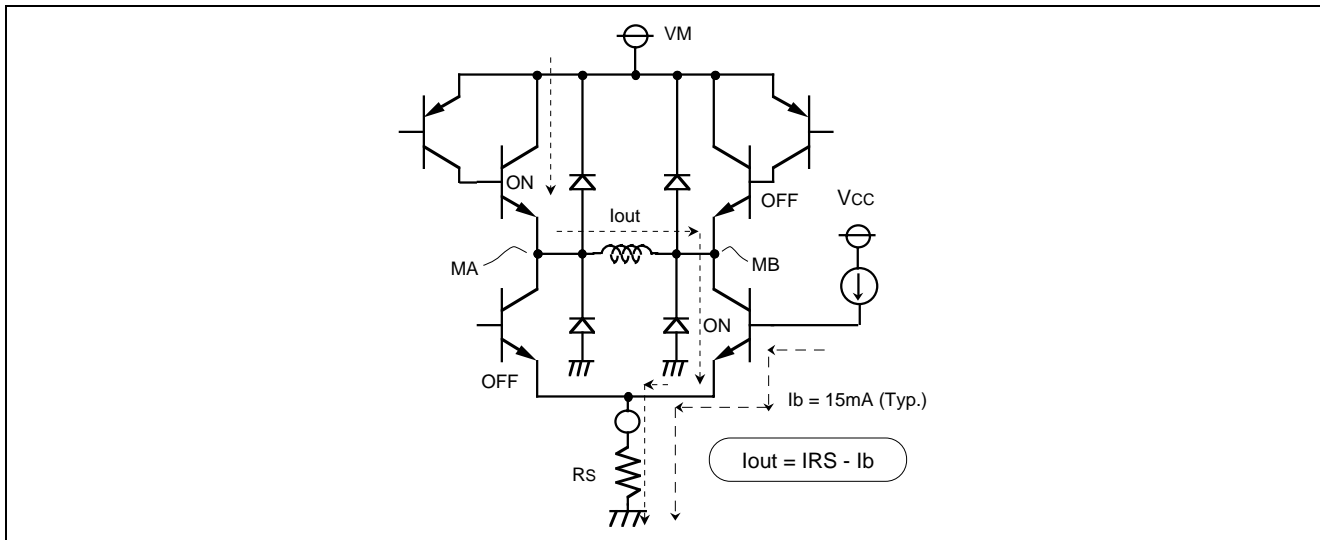 VM
ON
OFF
VCC
Iout
MA
MB
ON
OFF
Ib = 15mA (Typ.)
Iout = IRS - Ib
RS